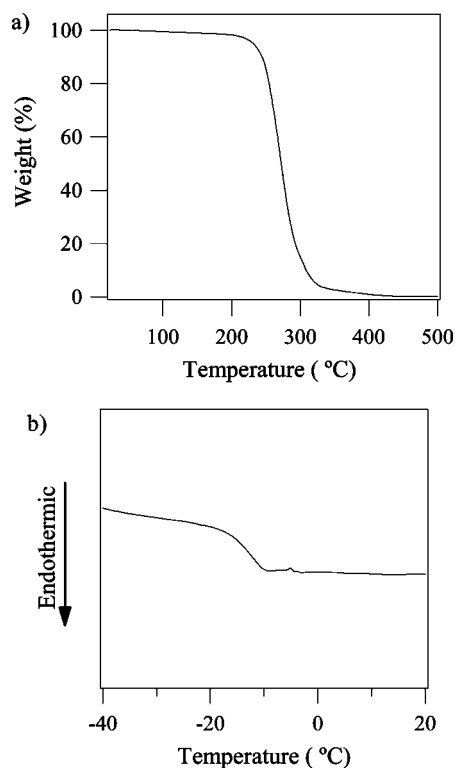 a)
100
80
60
40
20
0
Weight (%)
100 200 300 400 500
Temperature ( ºC)
b)
Endothermic
-40 -20 0 20
Temperature ( ºC)